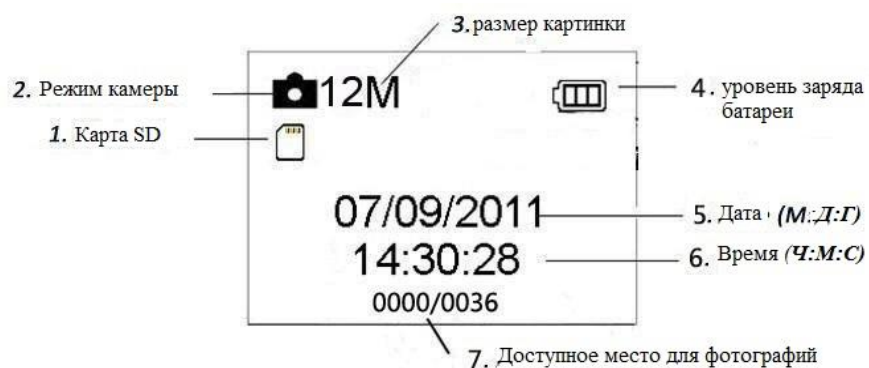 3. размер картинки
2. Режим камеры
12M
4. уровень заряда
батареи
1. Карта SD
07/09/2011
5. Дата (М:Д:Г)
14:30:28
6. Время (Ч:М:С)
0000/0036
7. Доступное место для фотографий